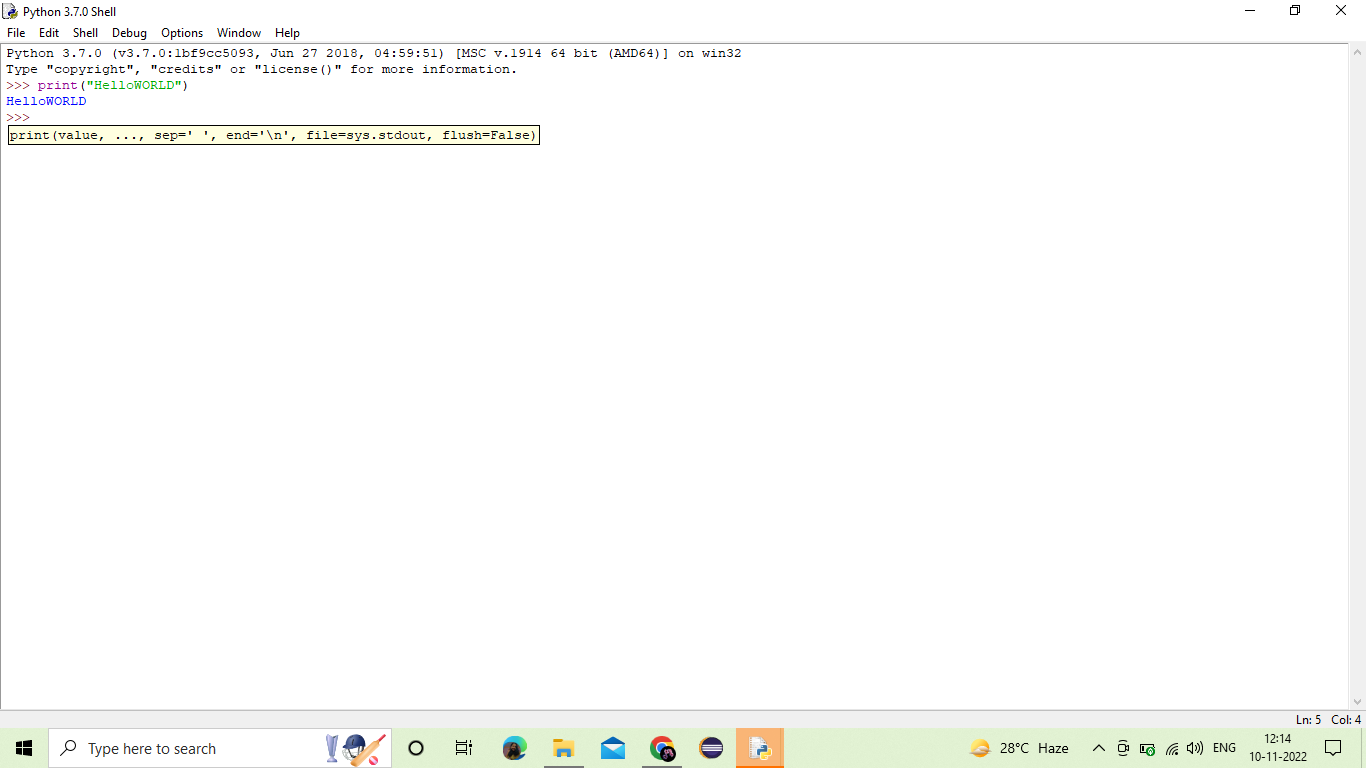 Python 3.7.0 Shell
File Edit Shell Debug Options Window Help
Python 3.7.0 (v3.7.0:1bf9cc5093, Jun 27 2018, 04:59:51) [MSC v.1914 64 bit (AMD64)] on win32
Type "copyright", "credits" or "license()" for more information.
>>> print("HelloWORLD")
HelloWORLD
>>>
print(value, ..., sep=' ', end='\n', file=sys.stdout, flush=False)
Ln: 5 Col: 4
Type here to search
28°C Haze
ENG
12:14
10-11-2022